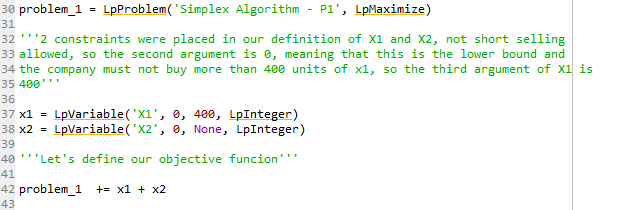 30 problem_1 = LpProblem('Simplex Algorithm - P1', LpMaximize)
31
32 '''2 constraints were placed in our definition of X1 and X2, not short selling
33 allowed, so the second argument is 0, meaning that this is the lower bound and
34 the company must not buy more than 400 units of x1, so the third argument of X1 is
35 400'''
36
37 x1 = LpVariable('X1', 0, 400, LpInteger)
38 x2 = LpVariable('X2', 0, None, LpInteger)
39
40 '''Let's define our objective funcion'''
41
42 problem_1  += x1 + x2
43